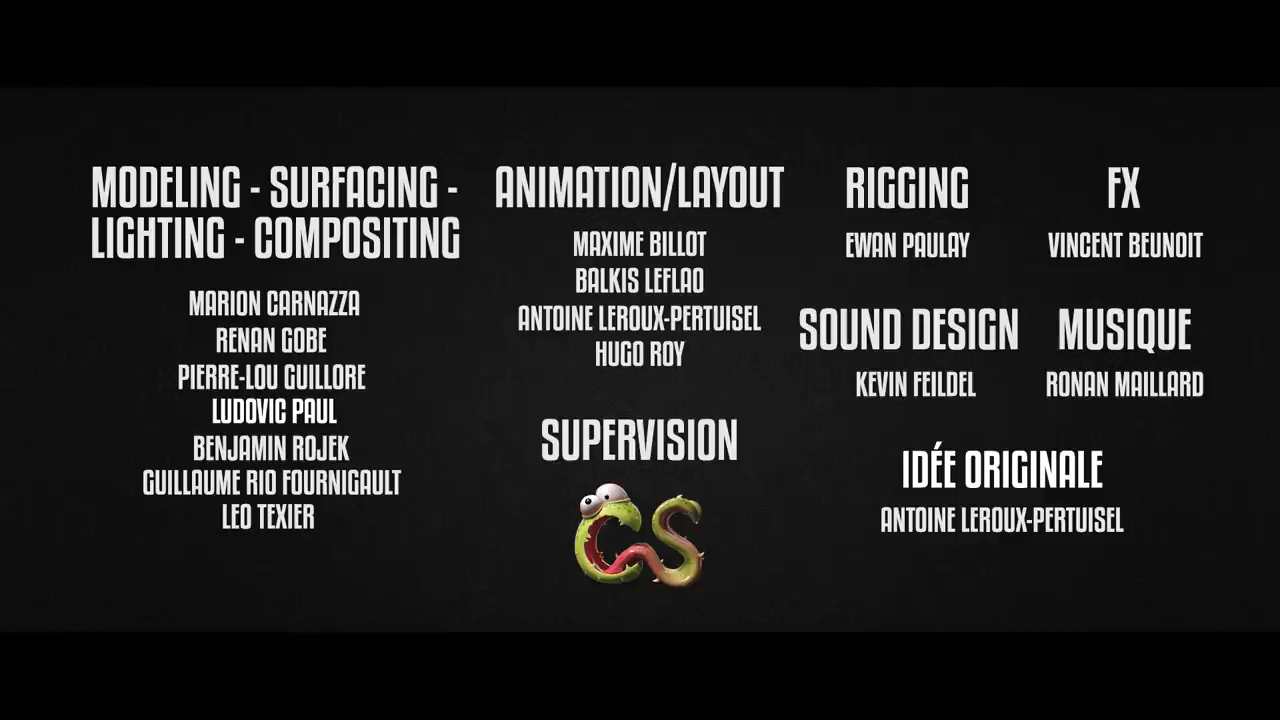 MODELING - SURFACING -
LIGHTING - COMPOSITING
MARION CARNAZZA
RENAN GOBE
PIERRE-LOU GUILLORE
LUDOVIC PAUL
BENJAMIN ROJEK
GUILLAUME RIO FOURNIGAULT
LEO TEXIER
ANIMATION/LAYOUT
MAXIME BILLOT
BALKIS LEFLAO
ANTOINE LEROUX-PERTUISEL
HUGO ROY
SUPERVISION
CS
RIGGING
EWAN PAULAY
FX
VINCENT BEUNOIT
SOUND DESIGN
KEVIN FEILDEL
MUSIQUE
RONAN MAILLARD
IDÉE ORIGINALE
ANTOINE LEROUX-PERTUISEL